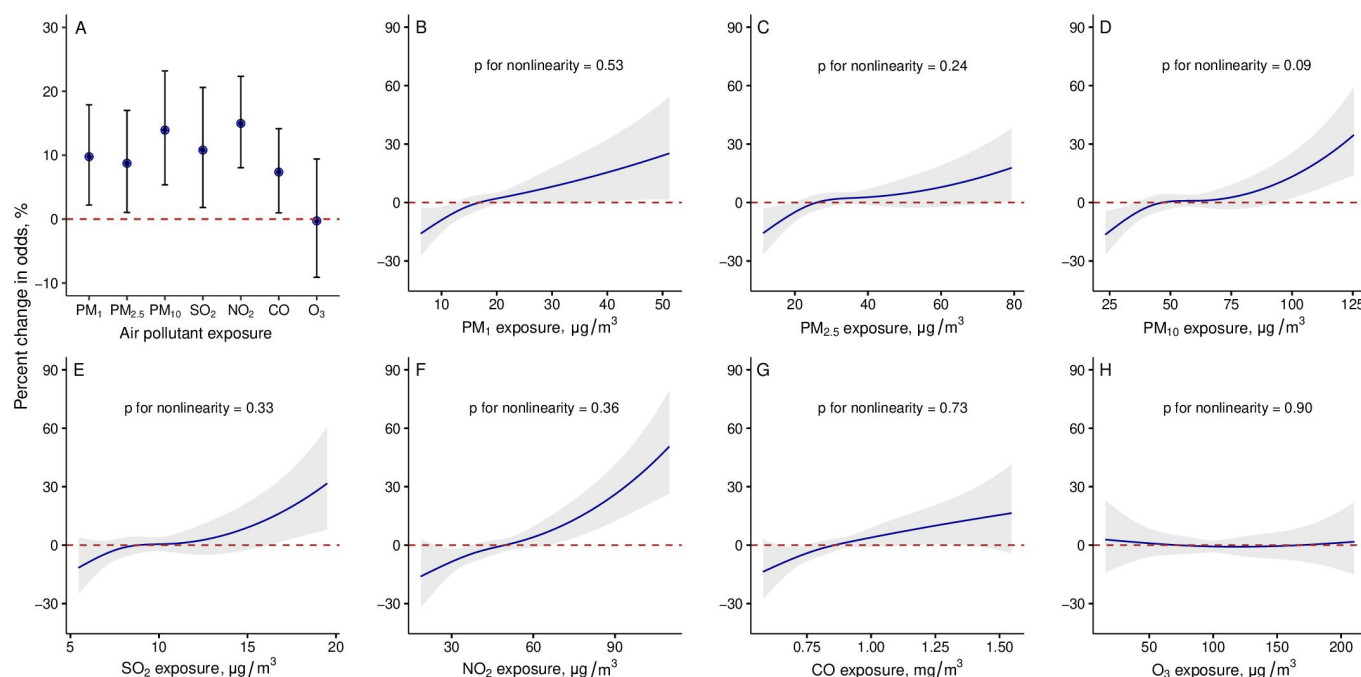 Percent change in odds, %
A
30
20
10
0
−10
PM₁ PM₂.₅ PM₁₀ SO₂ NO₂ CO O₃
Air pollutant exposure
B
p for nonlinearity = 0.53
90
60
30
0
−30
10 20 30 40 50
PM₁ exposure, μg/m³
C
p for nonlinearity = 0.24
90
60
30
0
−30
20 40 60 80
PM₂.₅ exposure, μg/m³
D
p for nonlinearity = 0.09
90
60
30
0
−30
25 50 75 100 125
PM₁₀ exposure, μg/m³
E
p for nonlinearity = 0.33
90
60
30
0
−30
5 10 15 20
SO₂ exposure, μg/m³
F
p for nonlinearity = 0.36
90
60
30
0
−30
30 60 90
NO₂ exposure, μg/m³
G
p for nonlinearity = 0.73
90
60
30
0
−30
0.75 1.00 1.25 1.50
CO exposure, mg/m³
H
p for nonlinearity = 0.90
90
60
30
0
−30
50 100 150 200
O₃ exposure, μg/m³